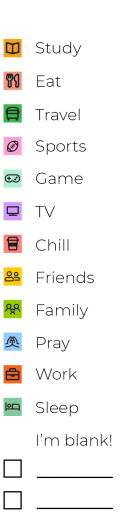 Study
Eat
Travel
Sports
Game
TV
Chill
Friends
Family
Pray
Work
Sleep
I'm blank!